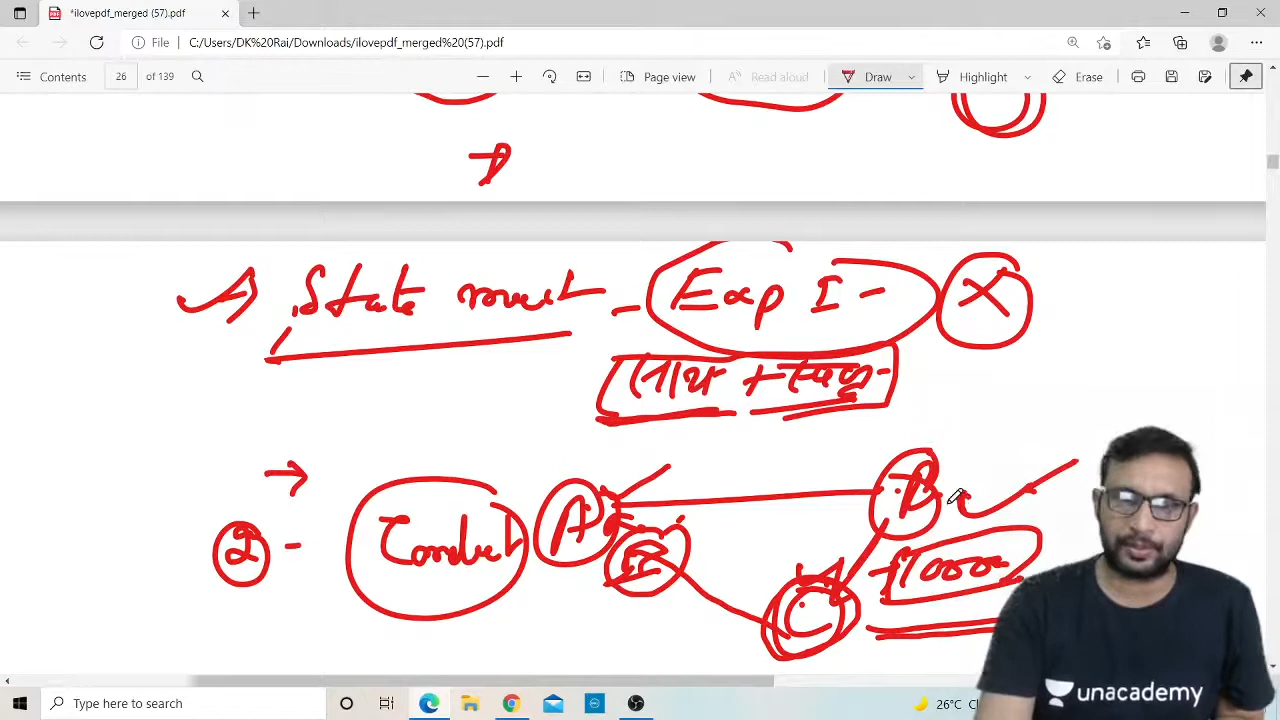 *ilovepdf_merged (57).pdf
File C:/Users/DK%20Rai/Downloads/ilovepdf_merged%20(57).pdf
Contents 26 of 139 Page view Read aloud Draw Highlight Erase
State ment - Exp I - X
→
2 - Conduct A B
C
unacademy
Type here to search 26°C